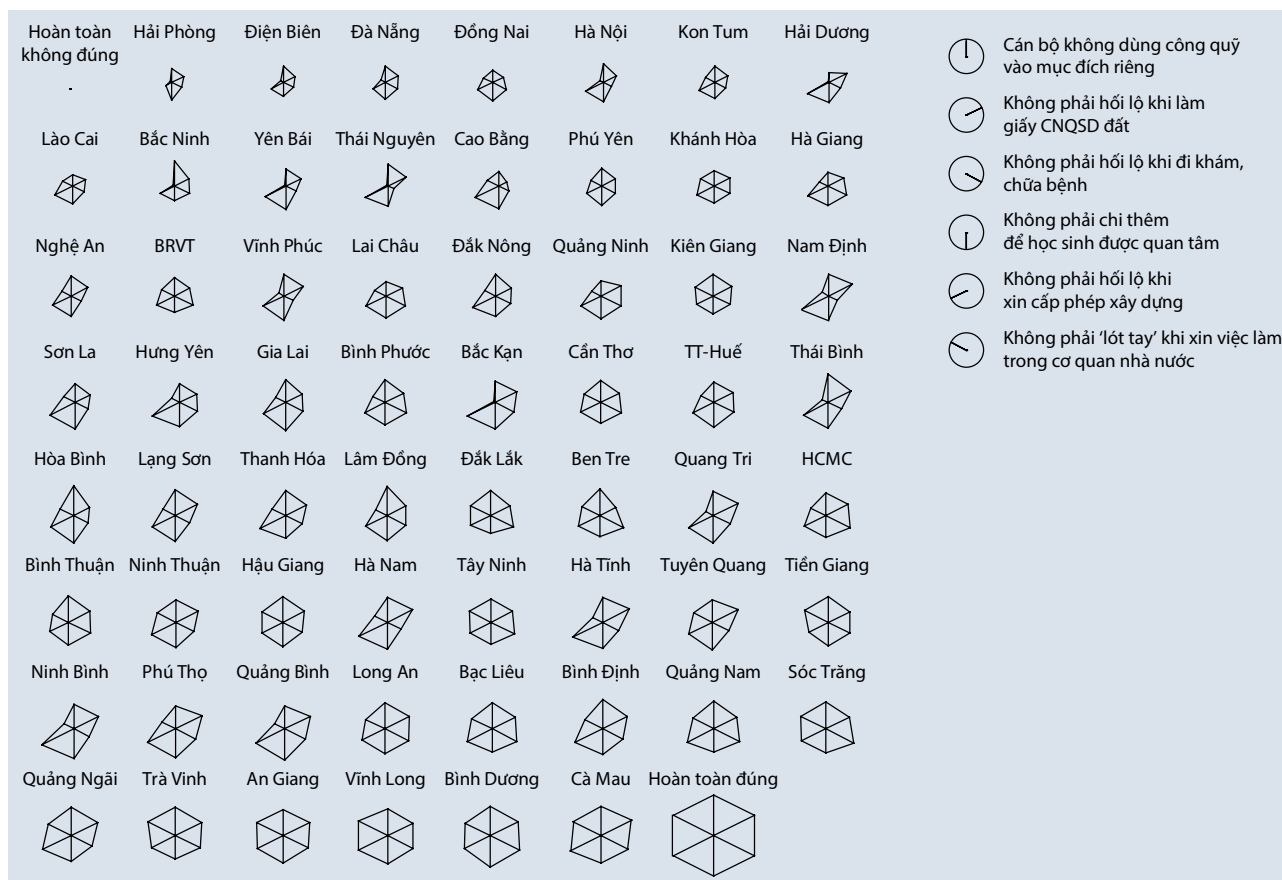 Hoàn toàn không đúng
Hải Phòng
Điện Biên
Đà Nẵng
Đồng Nai
Hà Nội
Kon Tum
Hải Dương
Lào Cai
Bắc Ninh
Yên Bái
Thái Nguyên
Cao Bằng
Phú Yên
Khánh Hòa
Hà Giang
Nghệ An
BRVT
Vĩnh Phúc
Lai Châu
Đắk Nông
Quảng Ninh
Kiên Giang
Nam Định
Sơn La
Hưng Yên
Gia Lai
Bình Phước
Bắc Kạn
Cần Thơ
TT-Huế
Thái Bình
Hòa Bình
Lạng Sơn
Thanh Hóa
Lâm Đồng
Đắk Lắk
Ben Tre
Quang Tri
HCMC
Bình Thuận
Ninh Thuận
Hậu Giang
Hà Nam
Tây Ninh
Hà Tĩnh
Tuyên Quang
Tiền Giang
Ninh Bình
Phú Thọ
Quảng Bình
Long An
Bạc Liêu
Bình Định
Quảng Nam
Sóc Trăng
Quảng Ngãi
Trà Vinh
An Giang
Vĩnh Long
Bình Dương
Cà Mau
Hoàn toàn đúng
Cán bộ không dùng công quỹ
vào mục đích riêng
Không phải hối lộ khi làm
giấy CNQSD đất
Không phải hối lộ khi đi khám,
chữa bệnh
Không phải chi thêm
để học sinh được quan tâm
Không phải hối lộ khi
xin cấp phép xây dựng
Không phải 'lót tay' khi xin việc làm
trong cơ quan nhà nước